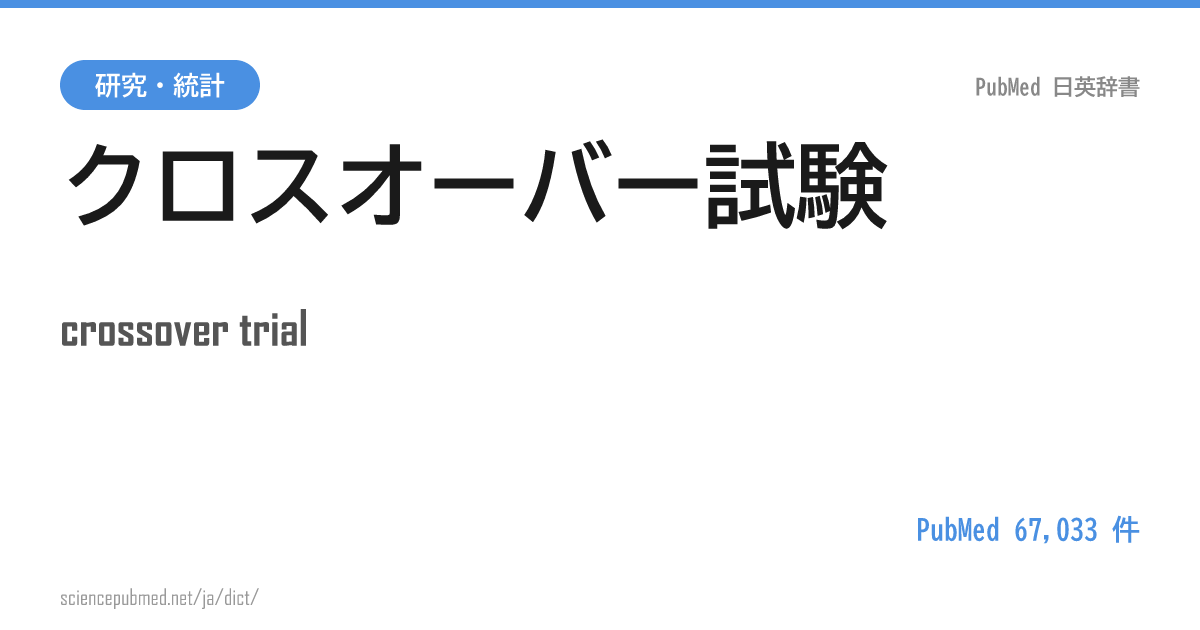 研究・統計
PubMed 日英辞書
クロスオーバー試験
crossover trial
PubMed 67,033 件
sciencepubmed.net/ja/dict/